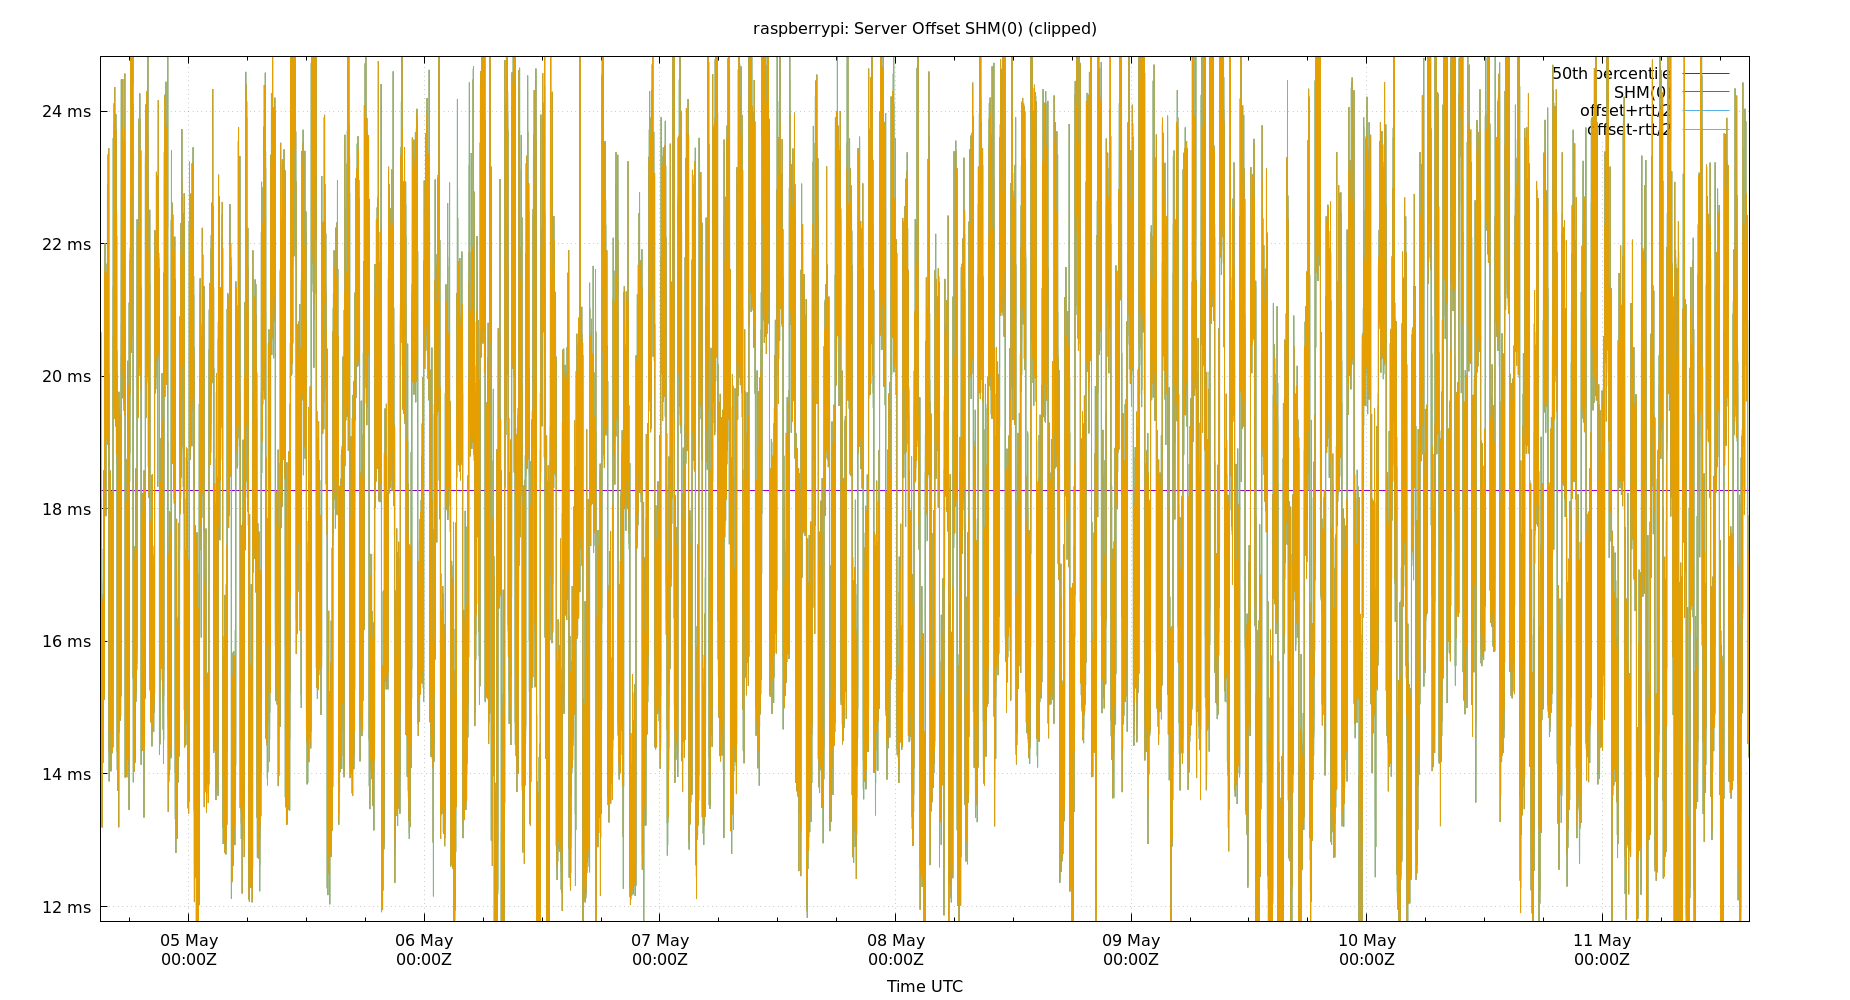 raspberrypi: Server Offset SHM(0) (clipped)
50th percentile
SHM(0)
offset+rtt/2
offset-rtt/2
24 ms
22 ms
20 ms
18 ms
16 ms
14 ms
12 ms
05 May 06 May 07 May 08 May 09 May 10 May 11 May
00:00Z 00:00Z 00:00Z 00:00Z 00:00Z 00:00Z 00:00Z
Time UTC